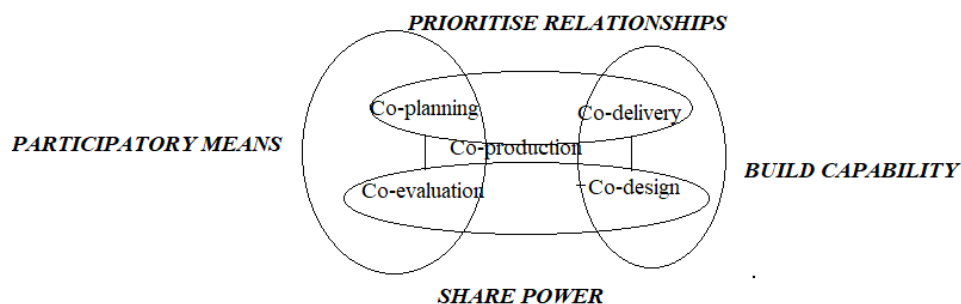 PRIORITISE RELATIONSHIPS
Co-planning
Co-delivery
PARTICIPATORY MEANS
Co-production
BUILD CAPABILITY
Co-evaluation
Co-design
SHARE POWER